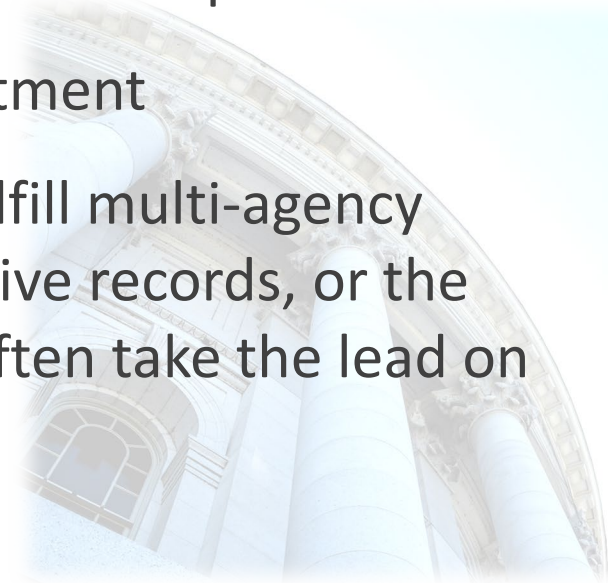 tment
lfill multi-agency
ive records, or the
ften take the lead on